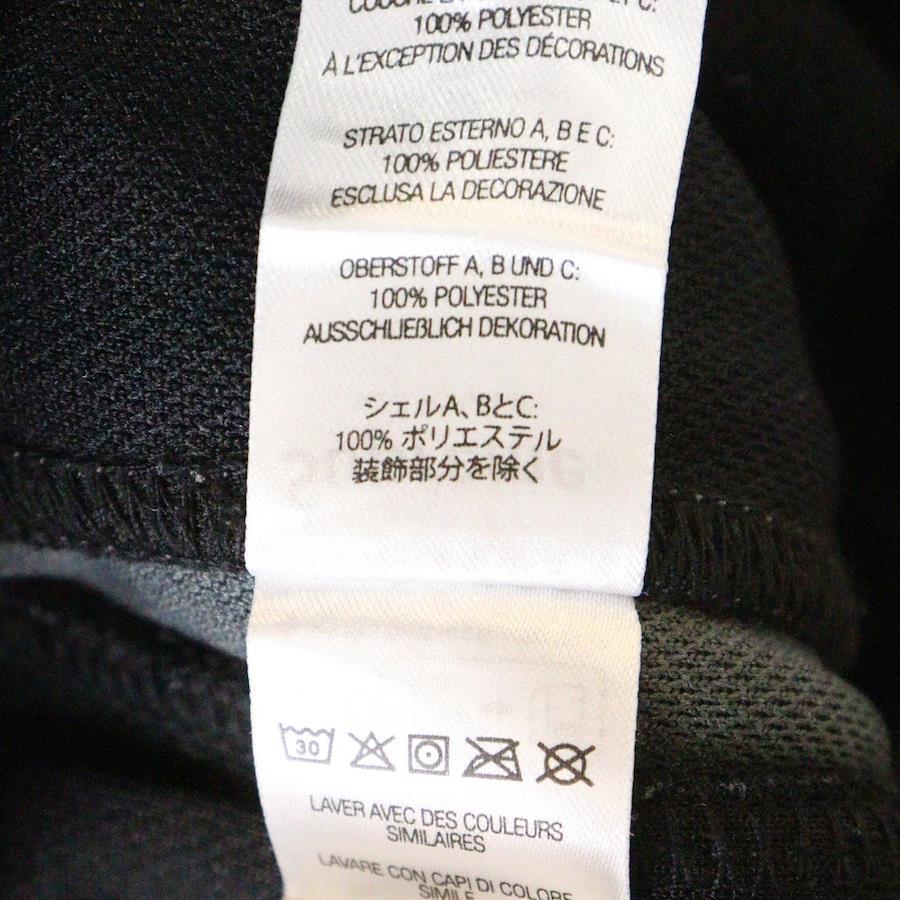 100% POLYESTER
À L'EXCEPTION DES DÉCORATIONS
STRATO ESTERNO A, B E C:
100% POLIESTERE
ESCLUSA LA DECORAZIONE
OBERSTOFF A, B UND C:
100% POLYESTER
AUSSCHLIEßLICH DEKORATION
シェルA、BとC:
100% ポリエステル
装飾部分を除く
30
LAVER AVEC DES COULEURS
SIMILAIRES
LAVARE CON CAPI DI COLORE
SIMILE